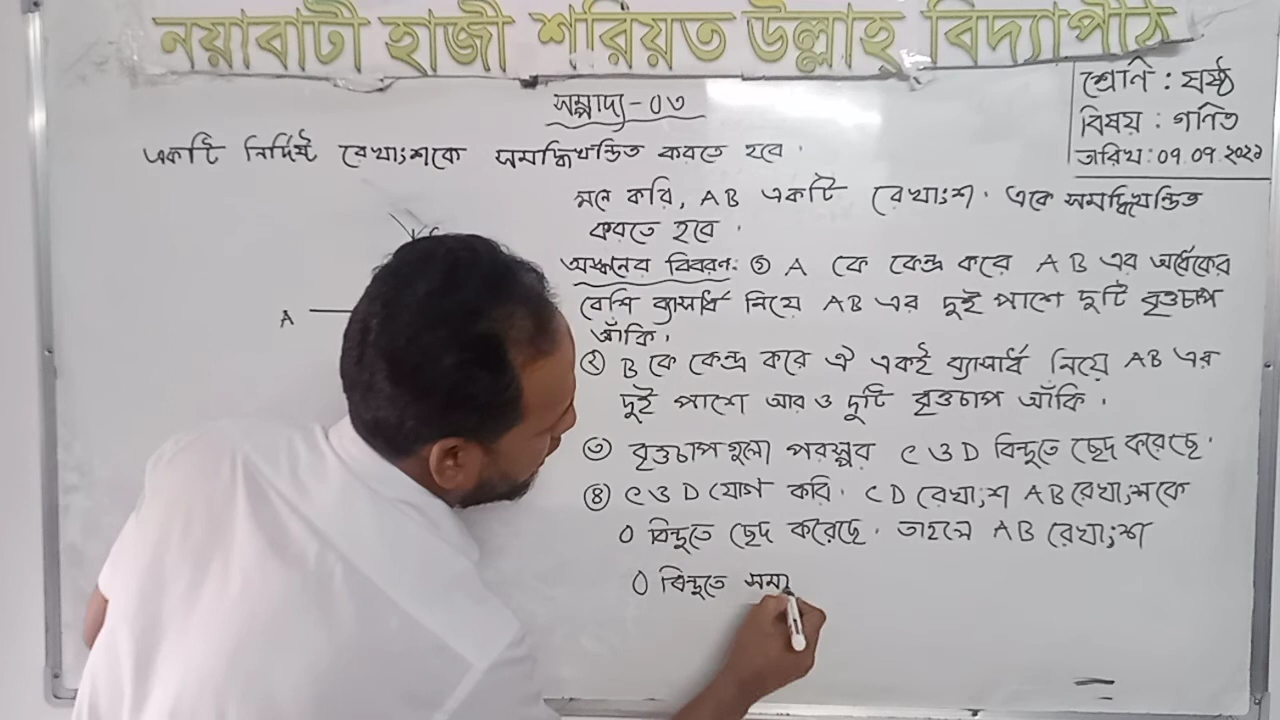 নয়াবাটী হাজী শরিয়ত উল্লাহ বিদ্যাপীঠ
শ্রেণি : ষষ্ঠ
বিষয় : গণিত
তারিখ : ০৭.০৭.২০২১
সম্পাদ্য - ০৩
একটি নির্দিষ্ট রেখাংশকে সমদ্বিখন্ডিত করতে হবে।
মনে করি, AB একটি রেখাংশ। একে সমদ্বিখন্ডিত
করতে হবে।
অঙ্কনের বিবরণ: ১ A কে কেন্দ্র করে AB এর অর্ধেকের
বেশি ব্যাসার্ধ নিয়ে AB এর দুই পাশে দুটি বৃত্তচাপ
আঁকি।
২ B কে কেন্দ্র করে ঐ একই ব্যাসার্ধ নিয়ে AB এর
দুই পাশে আরও দুটি বৃত্তচাপ আঁকি।
৩ বৃত্তচাপগুলো পরস্পর C ও D বিন্দুতে ছেদ করেছে।
৪ C ও D যোগ করি। CD রেখাংশ AB রেখাংশকে
O বিন্দুতে ছেদ করেছে। তাহলে AB রেখাংশ
O বিন্দুতে সম
A